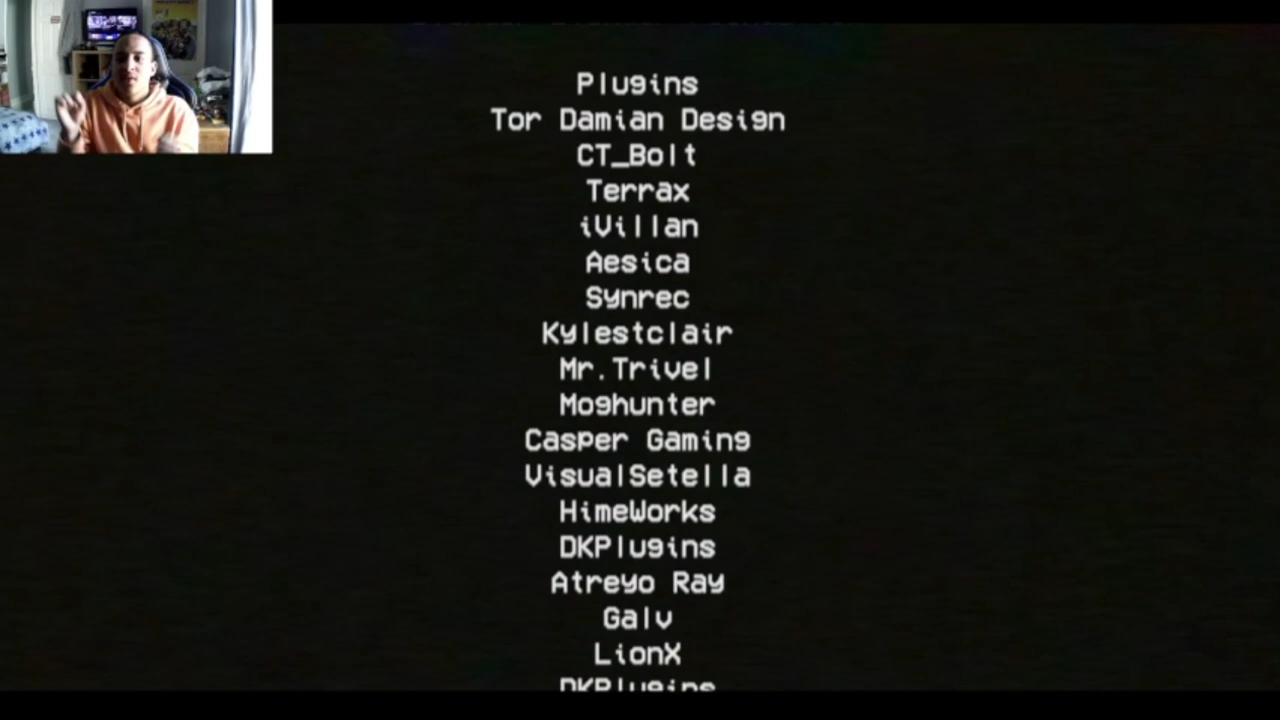 Plugins
Tor Damian Design
CT_Bolt
Terrax
iVillan
Aesica
Synrec
Kylestclair
Mr.Trivel
Moghunter
Casper Gaming
VisualSetella
HimeWorks
DKPlugins
Atreyo Ray
Galv
LionX
DKPlugins